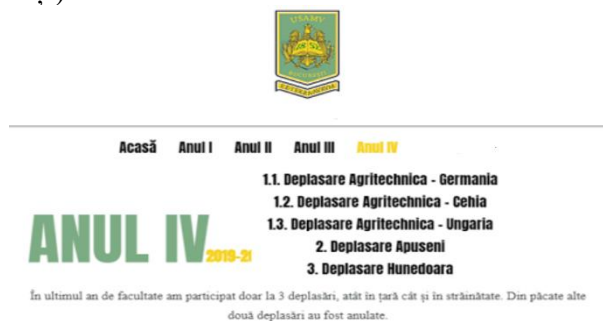 USAMV
BUCUREȘTI
Acasă Anul I Anul II Anul III Anul IV
1.1. Deplasare Agritechnica - Germania
1.2. Deplasare Agritechnica - Cehia
1.3. Deplasare Agritechnica - Ungaria
2. Deplasare Apuseni
3. Deplasare Hunedoara
ANUL IV
În ultimul an de facultate am participat doar la 3 deplasări, atât în țară cât și în străinătate. Din păcate alte
două deplasări au fost anulate.